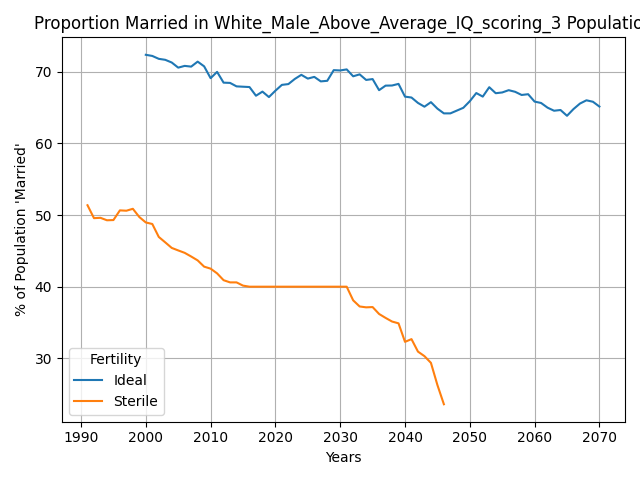 Proportion Married in White_Male_Above_Average_IQ_scoring_3 Populatio
% of Population 'Married'
70
60
50
40
30
Fertility
Ideal
Sterile
1990 2000 2010 2020 2030 2040 2050 2060 2070
Years